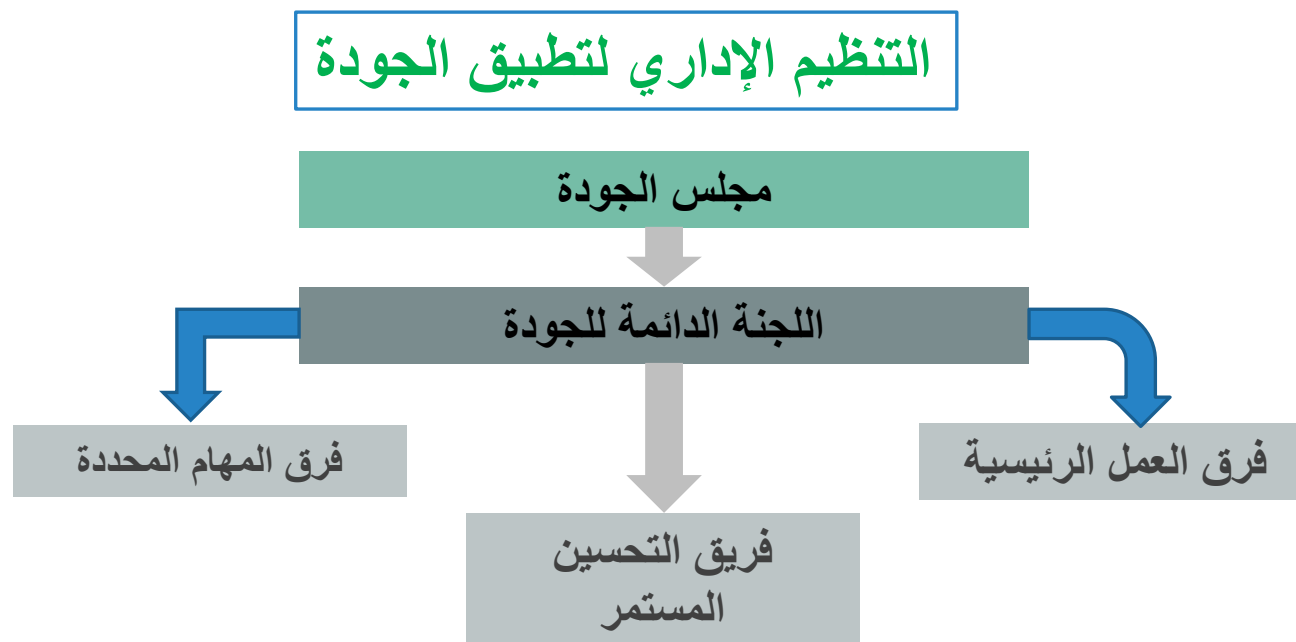 التنظيم الإداري لتطبيق الجودة
مجلس الجودة
اللجنة الدائمة للجودة
فرق العمل الرئيسية
فرق المهام المحددة
فريق التحسين
المستمر